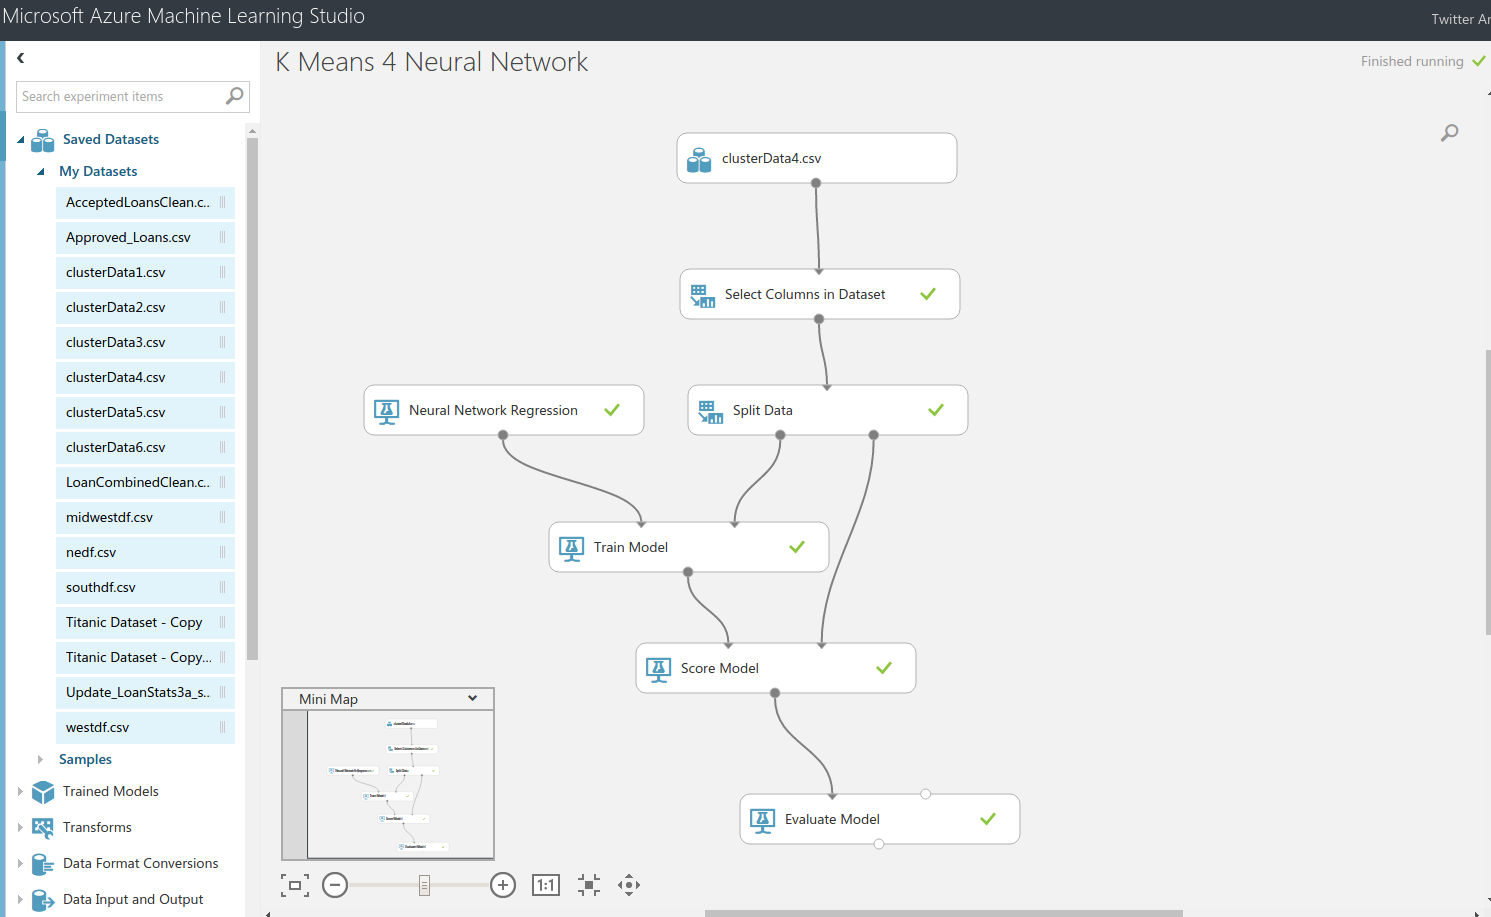 Microsoft Azure Machine Learning Studio
Twitter Ar
K Means 4 Neural Network
Finished running
Search experiment items
Saved Datasets
My Datasets
AcceptedLoansClean.c..
Approved_Loans.csv
clusterData1.csv
clusterData2.csv
clusterData3.csv
clusterData4.csv
clusterData5.csv
clusterData6.csv
LoanCombinedClean.c..
midwestdf.csv
nedf.csv
southdf.csv
Titanic Dataset - Copy
Titanic Dataset - Copy...
Update_LoanStats3a_s..
westdf.csv
Samples
Trained Models
Transforms
Data Format Conversions
Data Input and Output
clusterData4.csv
Select Columns in Dataset
Neural Network Regression
Split Data
Train Model
Score Model
Evaluate Model
Mini Map
1:1